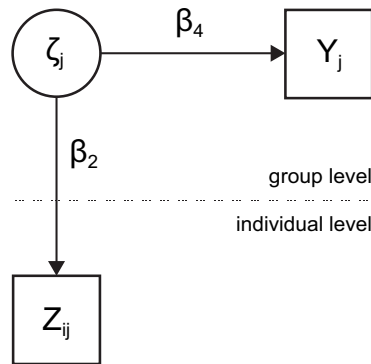 ζj
β4
Yj
β2
group level
individual level
Zij